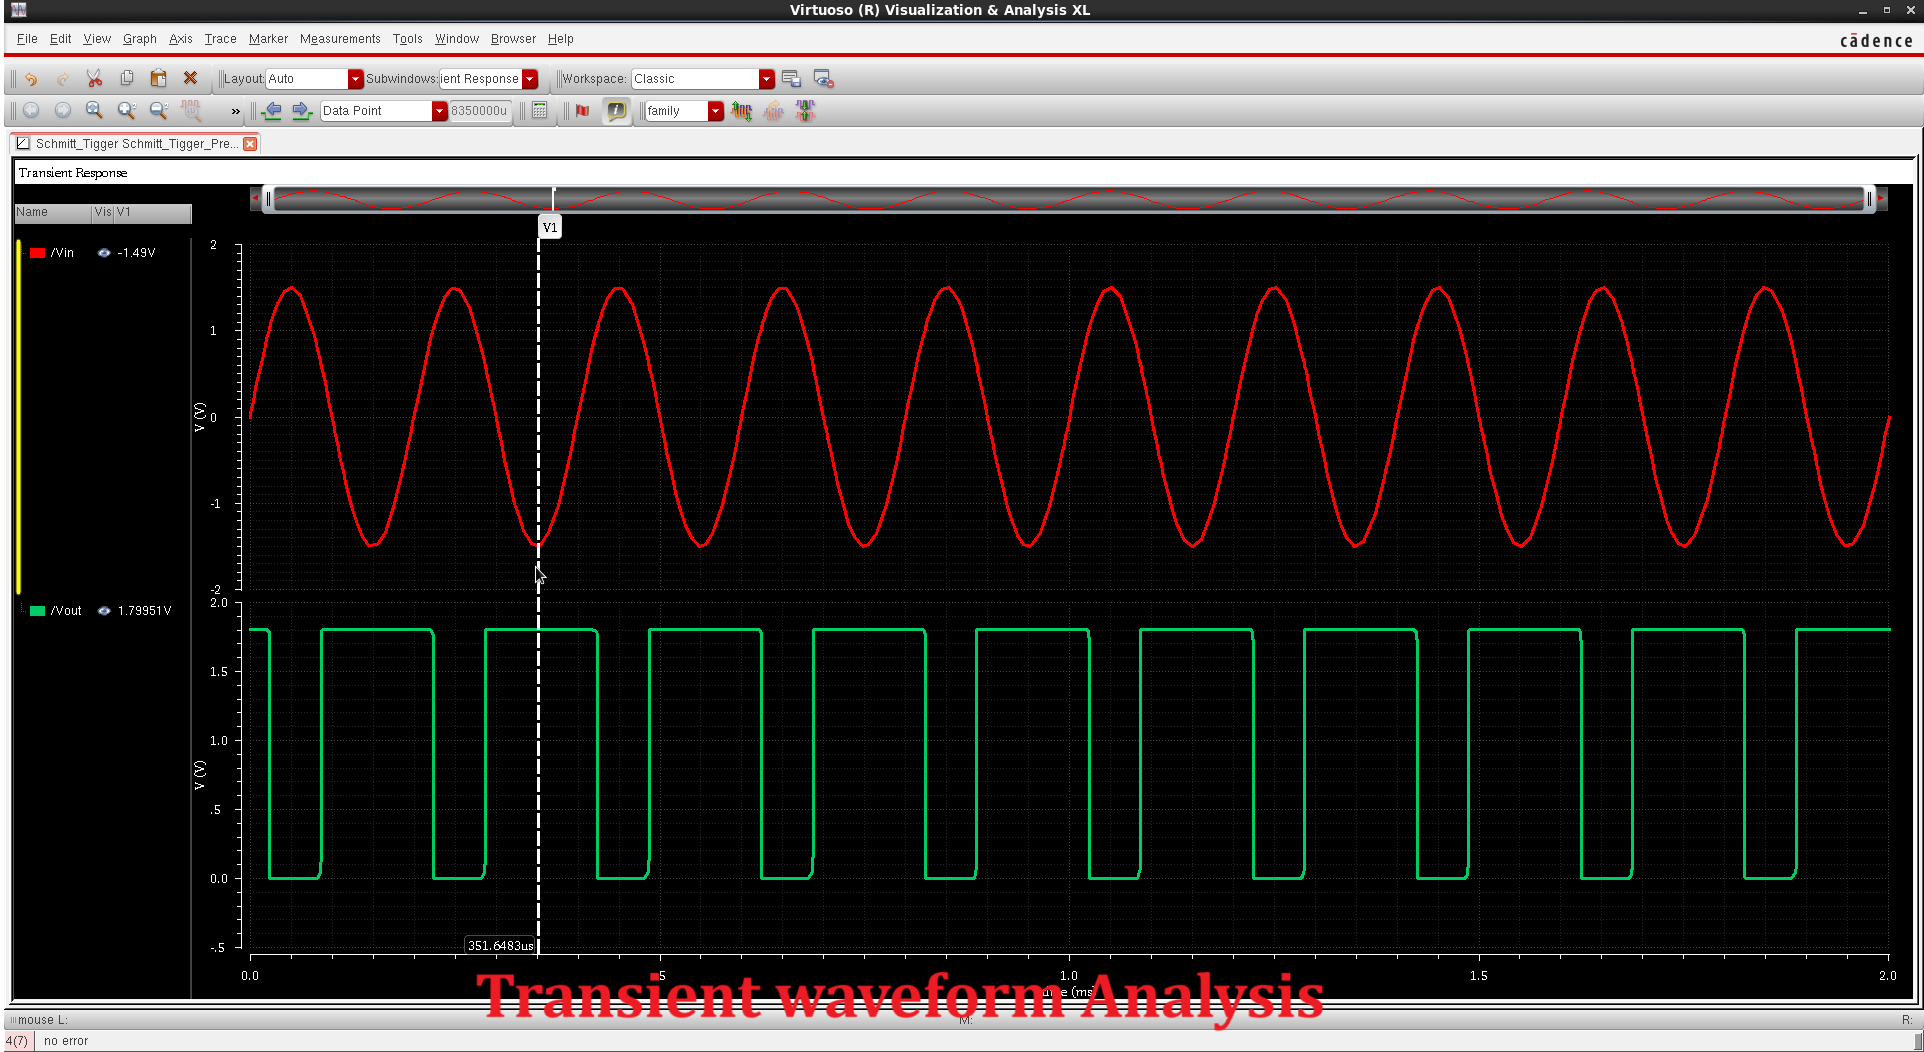 Virtuoso (R) Visualization & Analysis XL
File Edit View Graph Axis Trace Marker Measurements Tools Window Browser Help
cādence
Layout: Auto Subwindows: ient Response Workspace: Classic
» Data Point 8350000u family
Schmitt_Tigger Schmitt_Tigger_Pre...
Transient Response
Name Vis V1
V1
/Vin -1.49V
2
1
0
-1
-2
V (V)
/Vout 1.79951V
2.0
1.5
1.0
.5
0.0
-.5
V (V)
351.6483us
0.0 .5 1.0 1.5 2.0
Transient waveform Analysis
mouse L: M: R:
4(7) no error